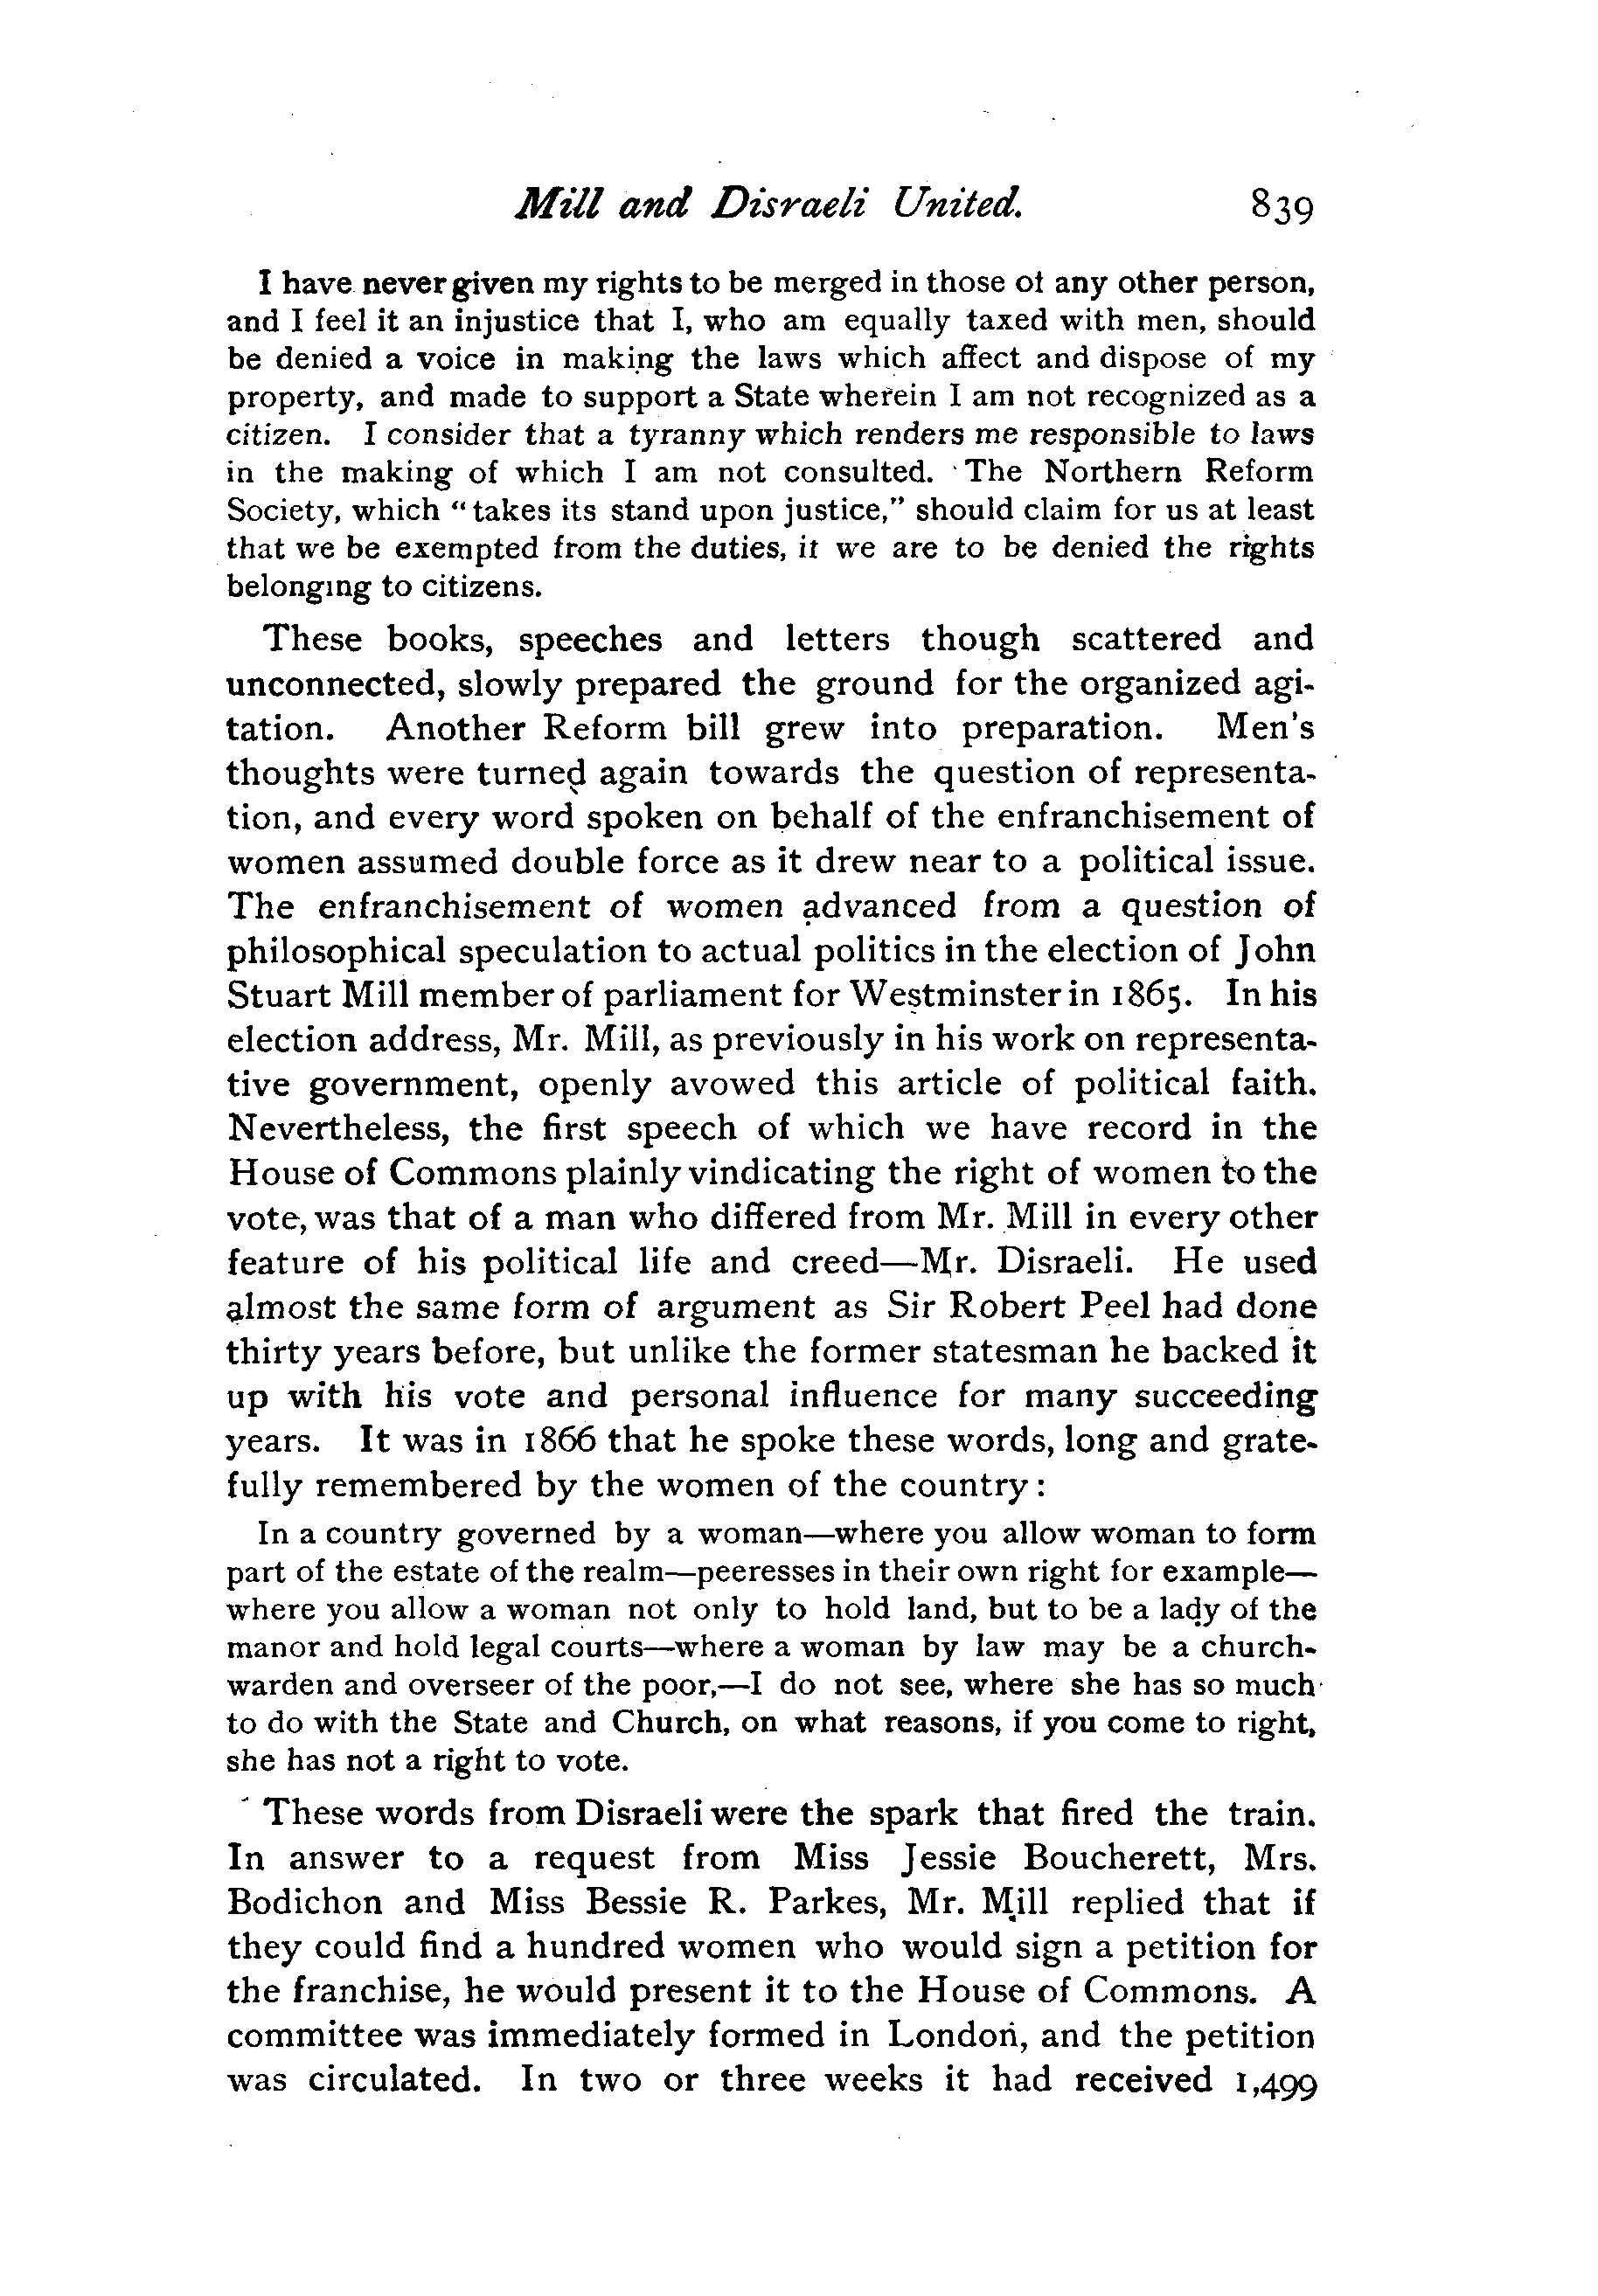 Mill and Disraeli United. 839
I have never given my rights to be merged in those of any other person,
and I feel it an injustice that I, who am equally taxed with men, should
be denied a voice in making the laws which affect and dispose of my
property, and made to support a State wherein I am not recognized as a
citizen. I consider that a tyranny which renders me responsible to laws
in the making of which I am not consulted. The Northern Reform
Society, which "takes its stand upon justice," should claim for us at least
that we be exempted from the duties, if we are to be denied the rights
belonging to citizens.
These books, speeches and letters though scattered and
unconnected, slowly prepared the ground for the organized agi-
tation. Another Reform bill grew into preparation. Men's
thoughts were turned again towards the question of representa-
tion, and every word spoken on behalf of the enfranchisement of
women assumed double force as it drew near to a political issue.
The enfranchisement of women advanced from a question of
philosophical speculation to actual politics in the election of John
Stuart Mill member of parliament for Westminster in 1865. In his
election address, Mr. Mill, as previously in his work on representa-
tive government, openly avowed this article of political faith.
Nevertheless, the first speech of which we have record in the
House of Commons plainly vindicating the right of women to the
vote, was that of a man who differed from Mr. Mill in every other
feature of his political life and creed—Mr. Disraeli. He used
almost the same form of argument as Sir Robert Peel had done
thirty years before, but unlike the former statesman he backed it
up with his vote and personal influence for many succeeding
years. It was in 1866 that he spoke these words, long and grate-
fully remembered by the women of the country:
In a country governed by a woman—where you allow woman to form
part of the estate of the realm—peeresses in their own right for example—
where you allow a woman not only to hold land, but to be a lady of the
manor and hold legal courts—where a woman by law may be a church-
warden and overseer of the poor,—I do not see, where she has so much
to do with the State and Church, on what reasons, if you come to right,
she has not a right to vote.
These words from Disraeli were the spark that fired the train.
In answer to a request from Miss Jessie Boucherett, Mrs.
Bodichon and Miss Bessie R. Parkes, Mr. Mill replied that if
they could find a hundred women who would sign a petition for
the franchise, he would present it to the House of Commons. A
committee was immediately formed in London, and the petition
was circulated. In two or three weeks it had received 1,499